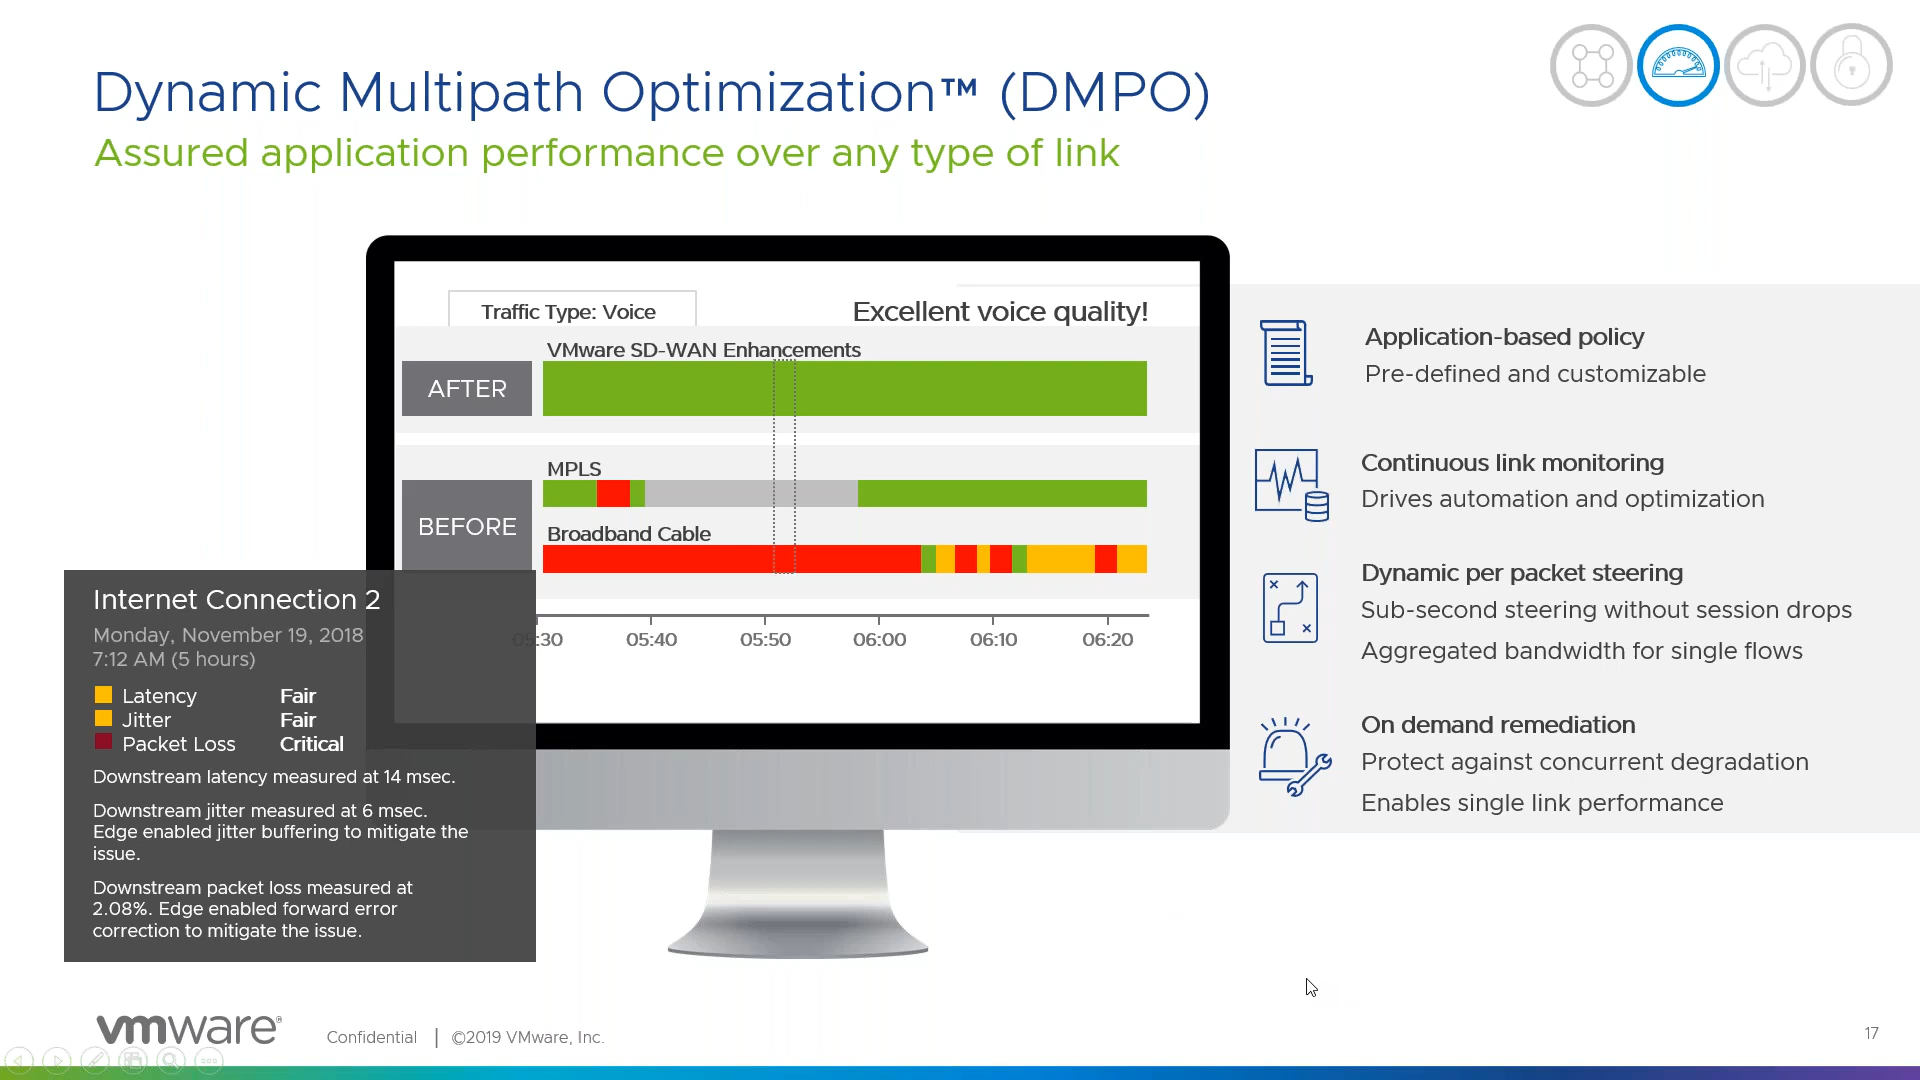 Dynamic Multipath Optimization™ (DMPO)
Assured application performance over any type of link
Traffic Type: Voice
Excellent voice quality!
VMware SD-WAN Enhancements
AFTER
MPLS
BEFORE
Broadband Cable
05:30
05:40
05:50
06:00
06:10
06:20
Internet Connection 2
Monday, November 19, 2018
7:12 AM (5 hours)
Latency Fair
Jitter Fair
Packet Loss Critical
Downstream latency measured at 14 msec.
Downstream jitter measured at 6 msec.
Edge enabled jitter buffering to mitigate the
issue.
Downstream packet loss measured at
2.08%. Edge enabled forward error
correction to mitigate the issue.
Application-based policy
Pre-defined and customizable
Continuous link monitoring
Drives automation and optimization
Dynamic per packet steering
Sub-second steering without session drops
Aggregated bandwidth for single flows
On demand remediation
Protect against concurrent degradation
Enables single link performance
vmware®
Confidential | ©2019 VMware, Inc.
17